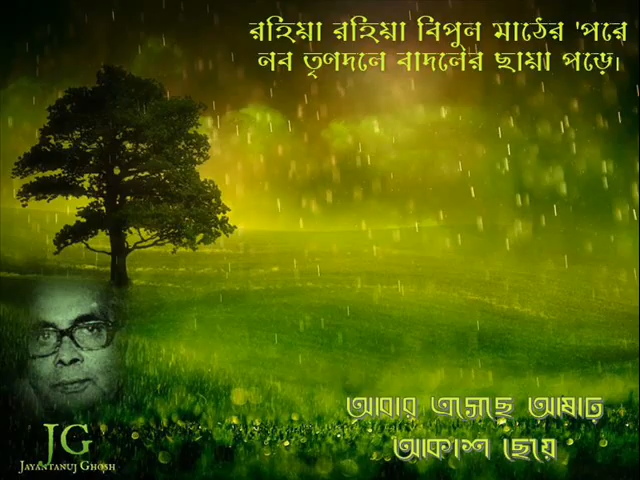 রহিয়া রহিয়া বিপুল মাঠের 'পরে
নব তৃণদলে বাদলের ছায়া পড়ে।
আবার এসেছে আষাঢ়
আকাশ ছেয়ে
JG
JAYANTANUJ GHOSH